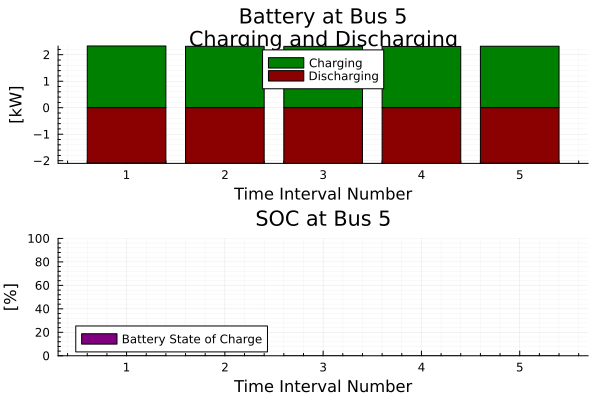 Battery at Bus 5
Charging and Discharging
Charging
Discharging
2
1
0
−1
−2
[kW]
1 2 3 4 5
Time Interval Number
SOC at Bus 5
100
80
60
40
20
0
[%]
Battery State of Charge
1 2 3 4 5
Time Interval Number